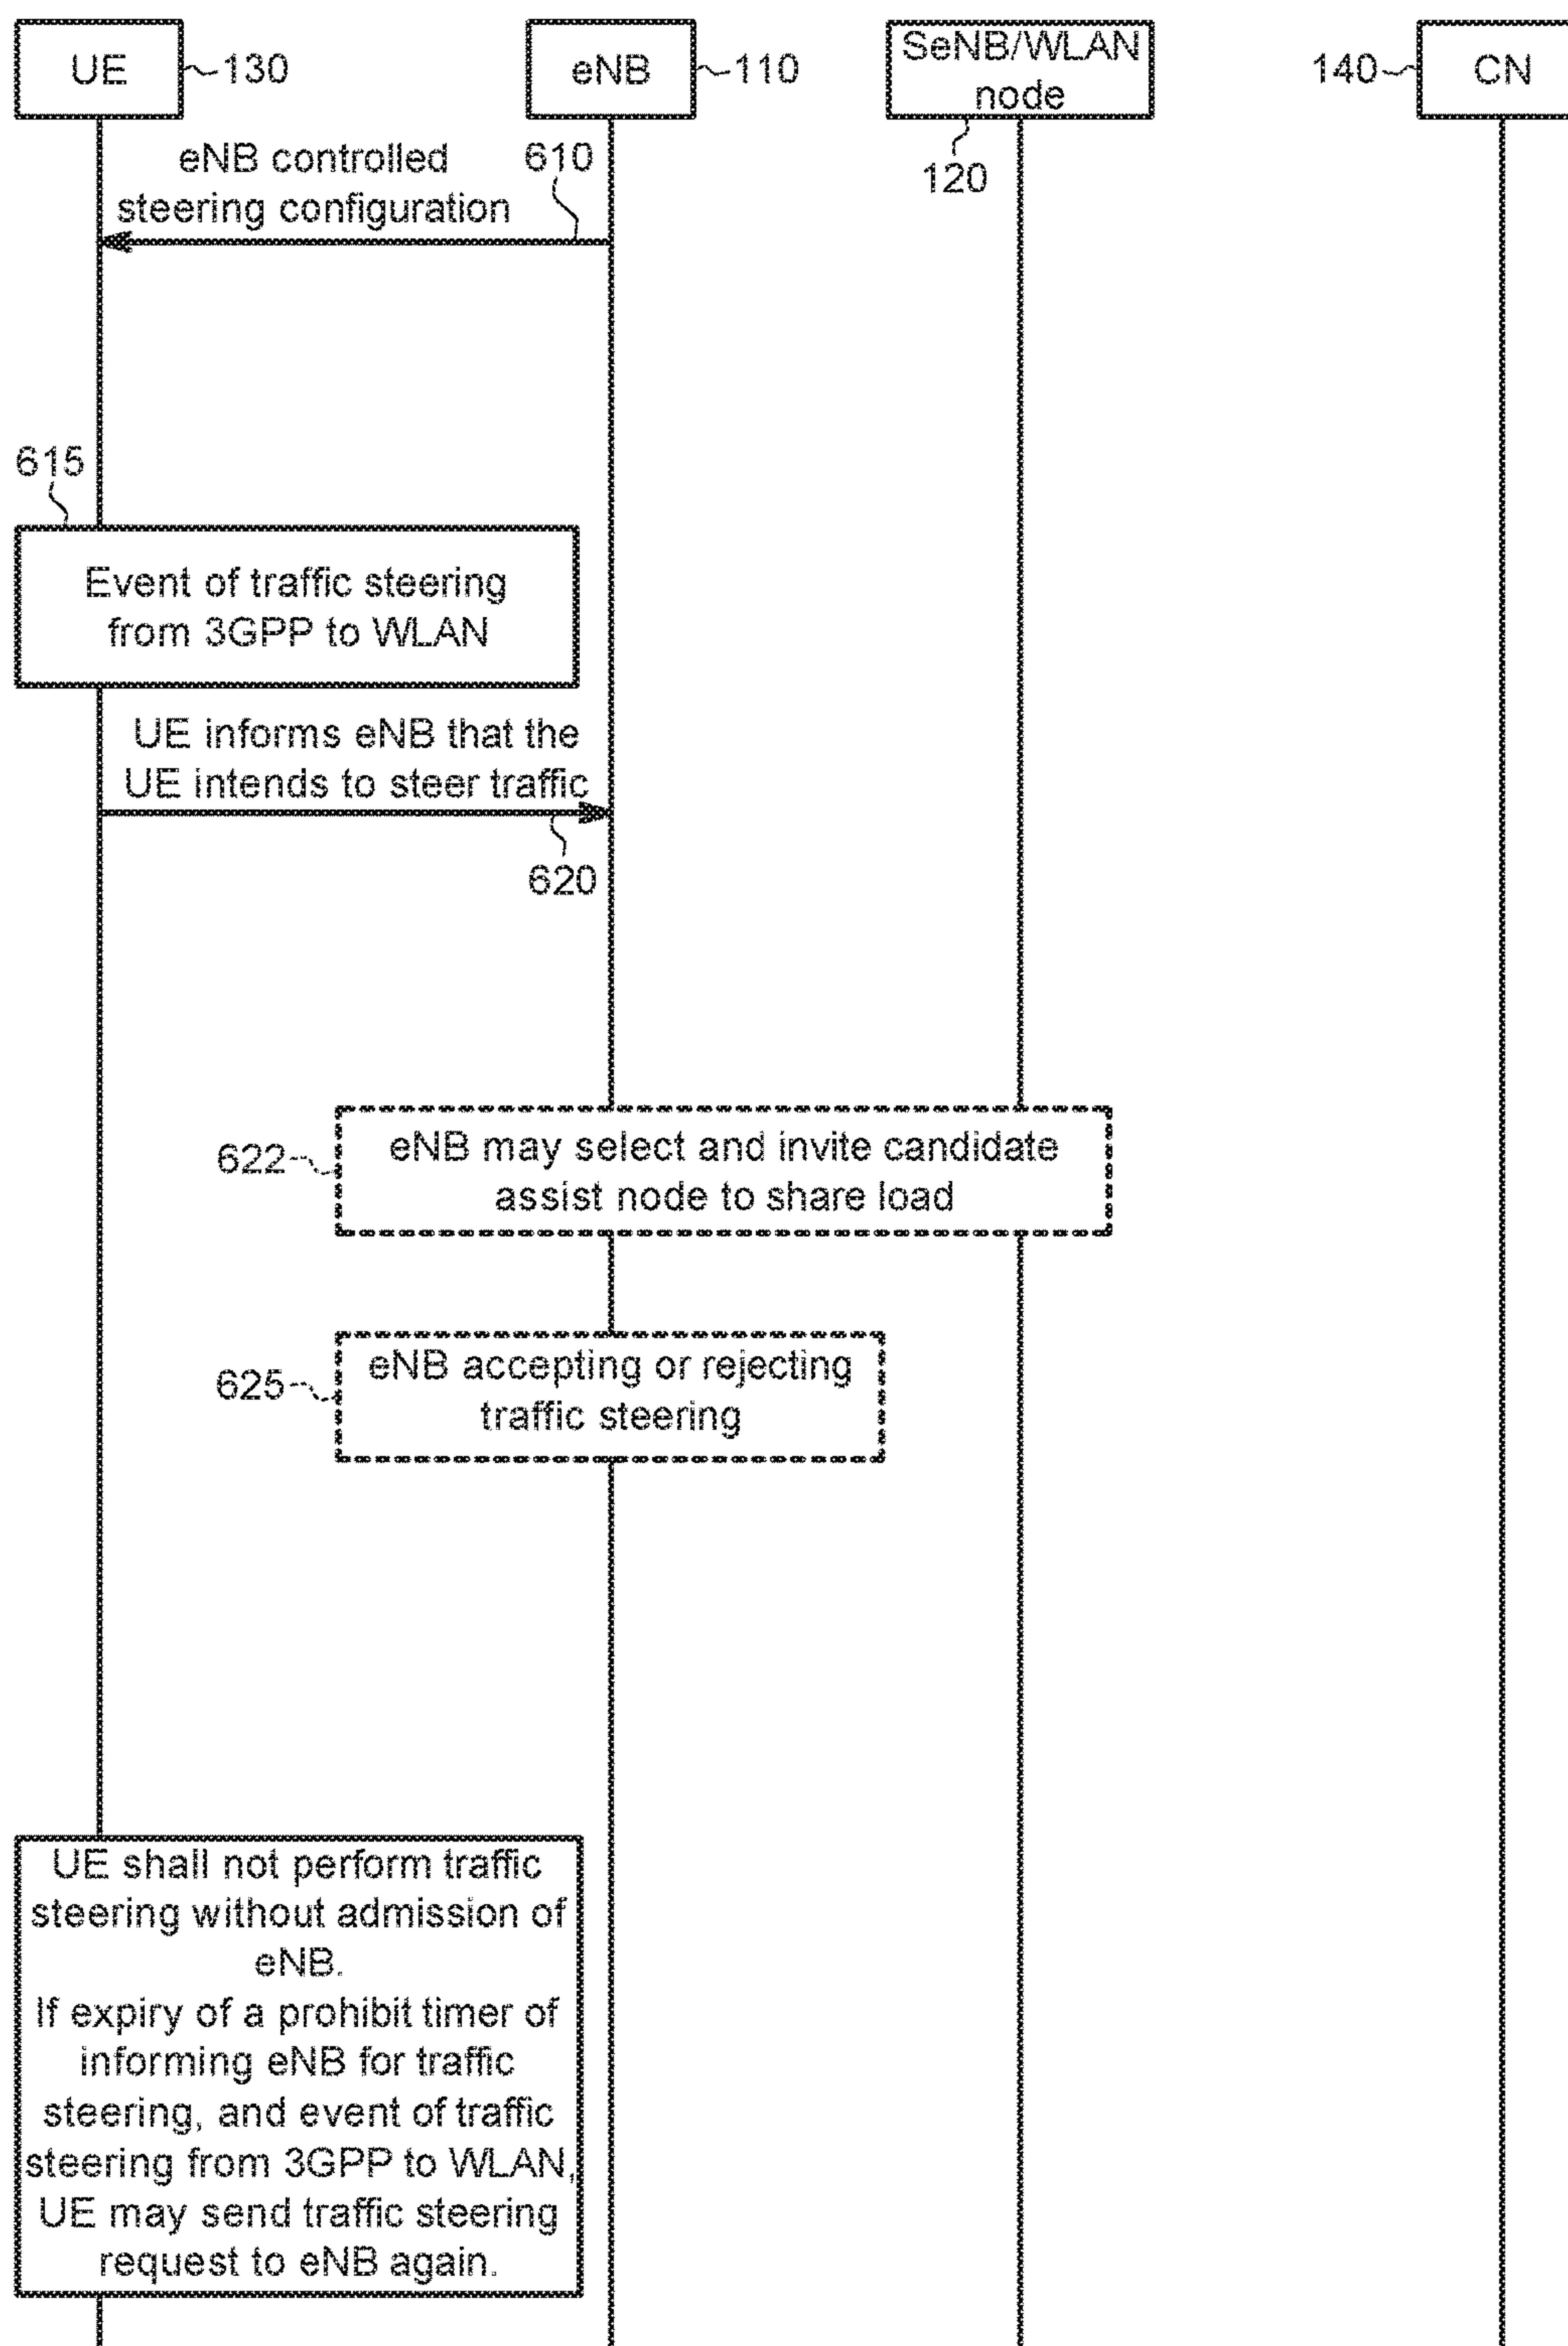 UE
130
eNB
110
SeNB/WLAN
node
120
140
CN
eNB controlled
steering configuration
610
615
Event of traffic steering
from 3GPP to WLAN
UE informs eNB that the
UE intends to steer traffic
620
622
eNB may select and invite candidate
assist node to share load
625
eNB accepting or rejecting
traffic steering
UE shall not perform traffic
steering without admission of
eNB.
If expiry of a prohibit timer of
informing eNB for traffic
steering, and event of traffic
steering from 3GPP to WLAN,
UE may send traffic steering
request to eNB again.